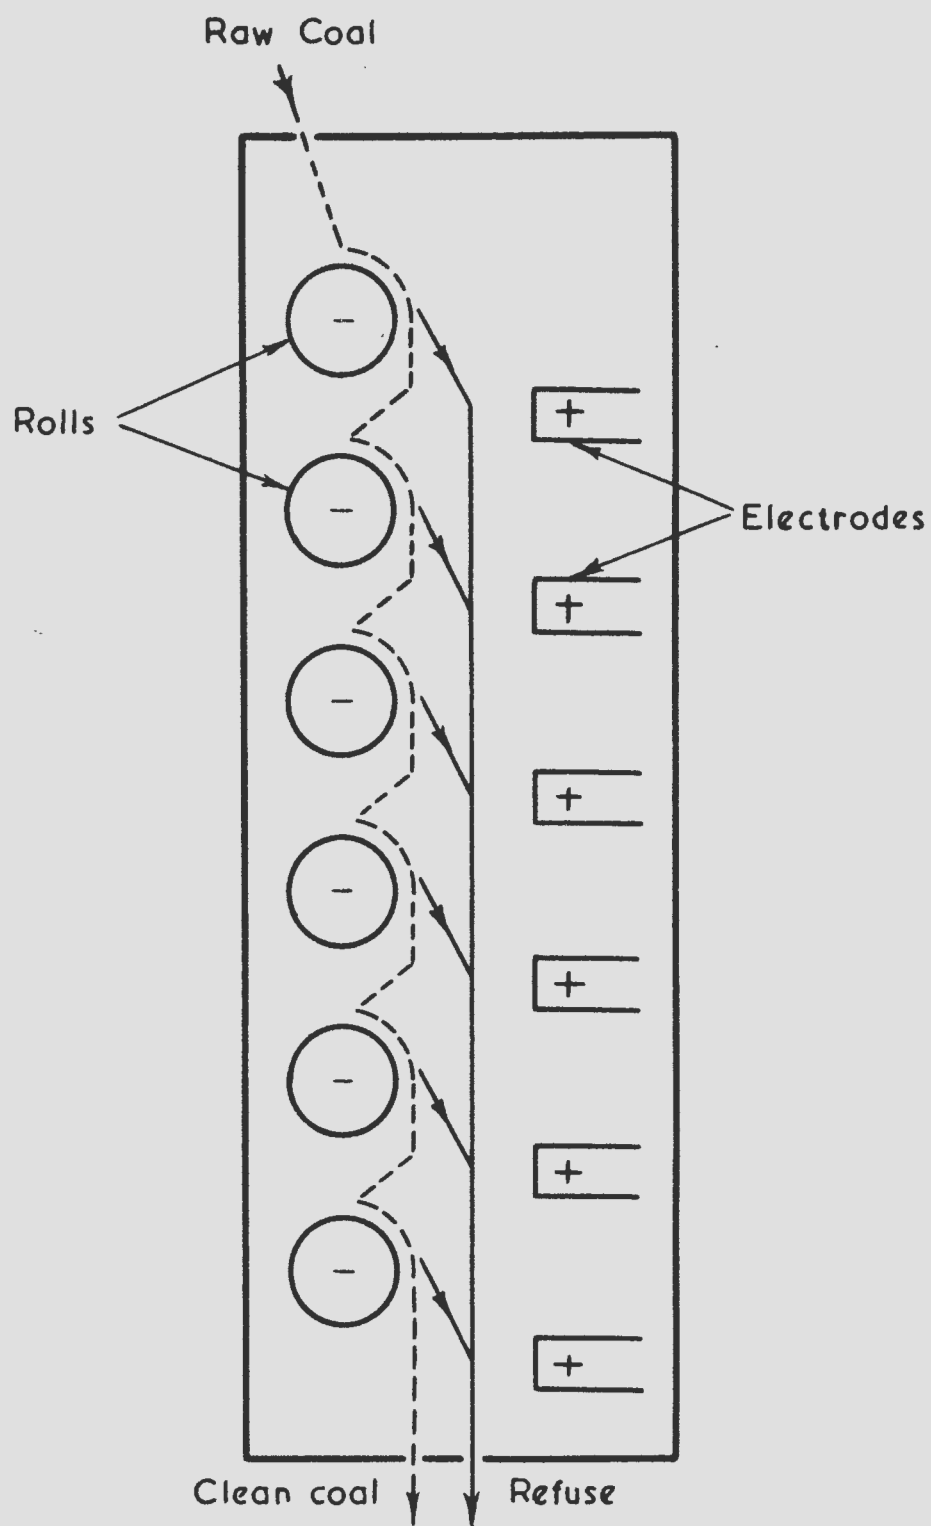 Raw Coal
-
+
Rolls
-
Electrodes
+
-
+
-
+
-
+
-
+
Clean coal
Refuse